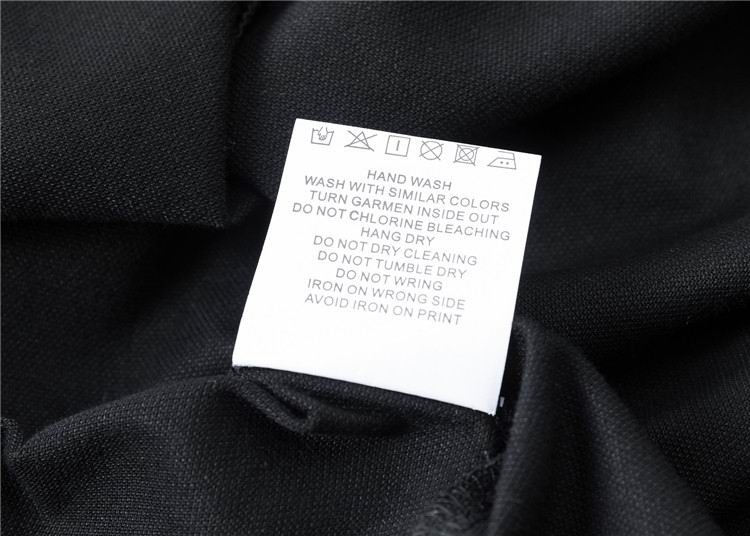 HAND WASH
WASH WITH SIMILAR COLORS
TURN GARMEN INSIDE OUT
DO NOT CHLORINE BLEACHING
HANG DRY
DO NOT DRY CLEANING
DO NOT TUMBLE DRY
DO NOT WRING
IRON ON WRONG SIDE
AVOID IRON ON PRINT